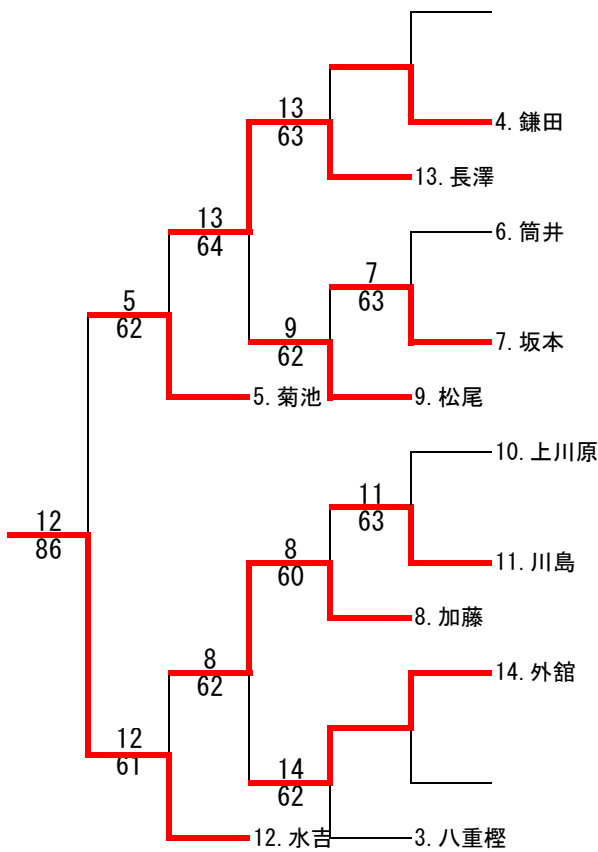 4. 鎌田
13
63
13. 長澤
13
64
6. 筒井
7
63
5
62
9
62
7. 坂本
5. 菊池
9. 松尾
10. 上川原
11
63
12
86
8
60
11. 川島
8. 加藤
8
62
14. 外舘
12
61
14
62
12. 水吉
3. 八重樫